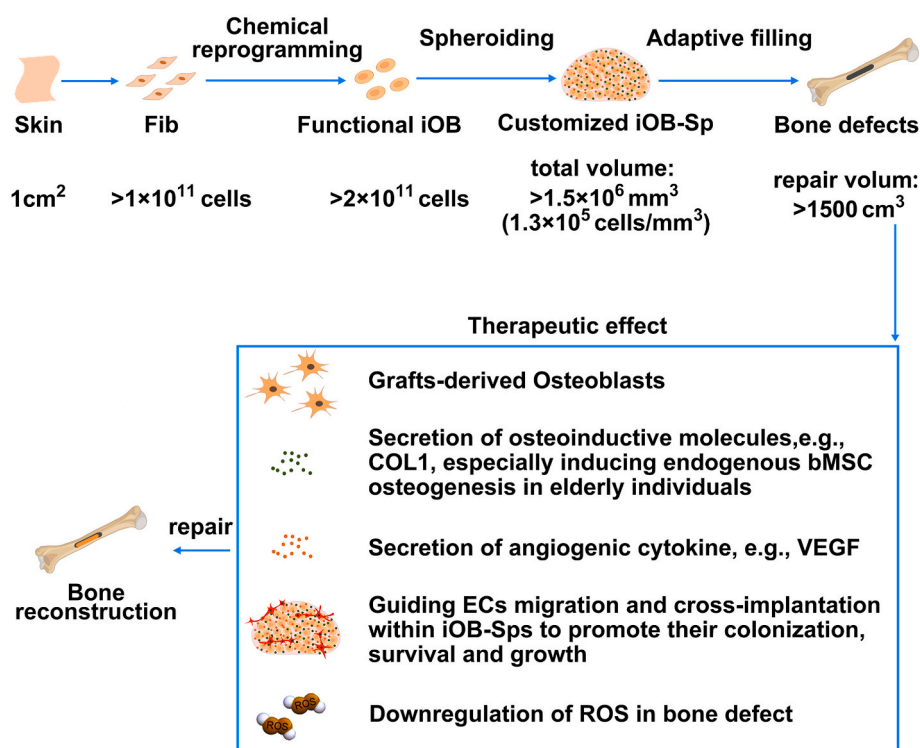 Chemical
reprogramming
Spheroiding
Adaptive filling
Skin
Fib
Functional iOB
Customized iOB-Sp
Bone defects
1cm²
>1×10¹¹ cells
>2×10¹¹ cells
total volume:
>1.5×10⁶ mm³
(1.3×10⁵ cells/mm³)
repair volum:
>1500 cm³
Therapeutic effect
Grafts-derived Osteoblasts
Secretion of osteoinductive molecules,e.g.,
COL1, especially inducing endogenous bMSC
osteogenesis in elderly individuals
Secretion of angiogenic cytokine, e.g., VEGF
Guiding ECs migration and cross-implantation
within iOB-Sps to promote their colonization,
survival and growth
ROS
ROS
Downregulation of ROS in bone defect
repair
Bone
reconstruction